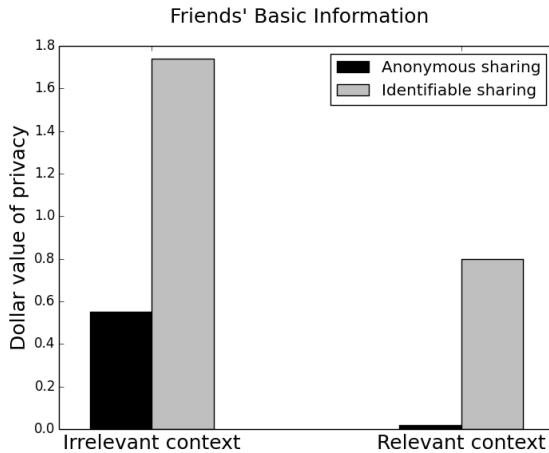 Friends' Basic Information
Dollar value of privacy
1.8
1.6
1.4
1.2
1.0
0.8
0.6
0.4
0.2
0.0
Anonymous sharing
Identifiable sharing
Irrelevant context
Relevant context